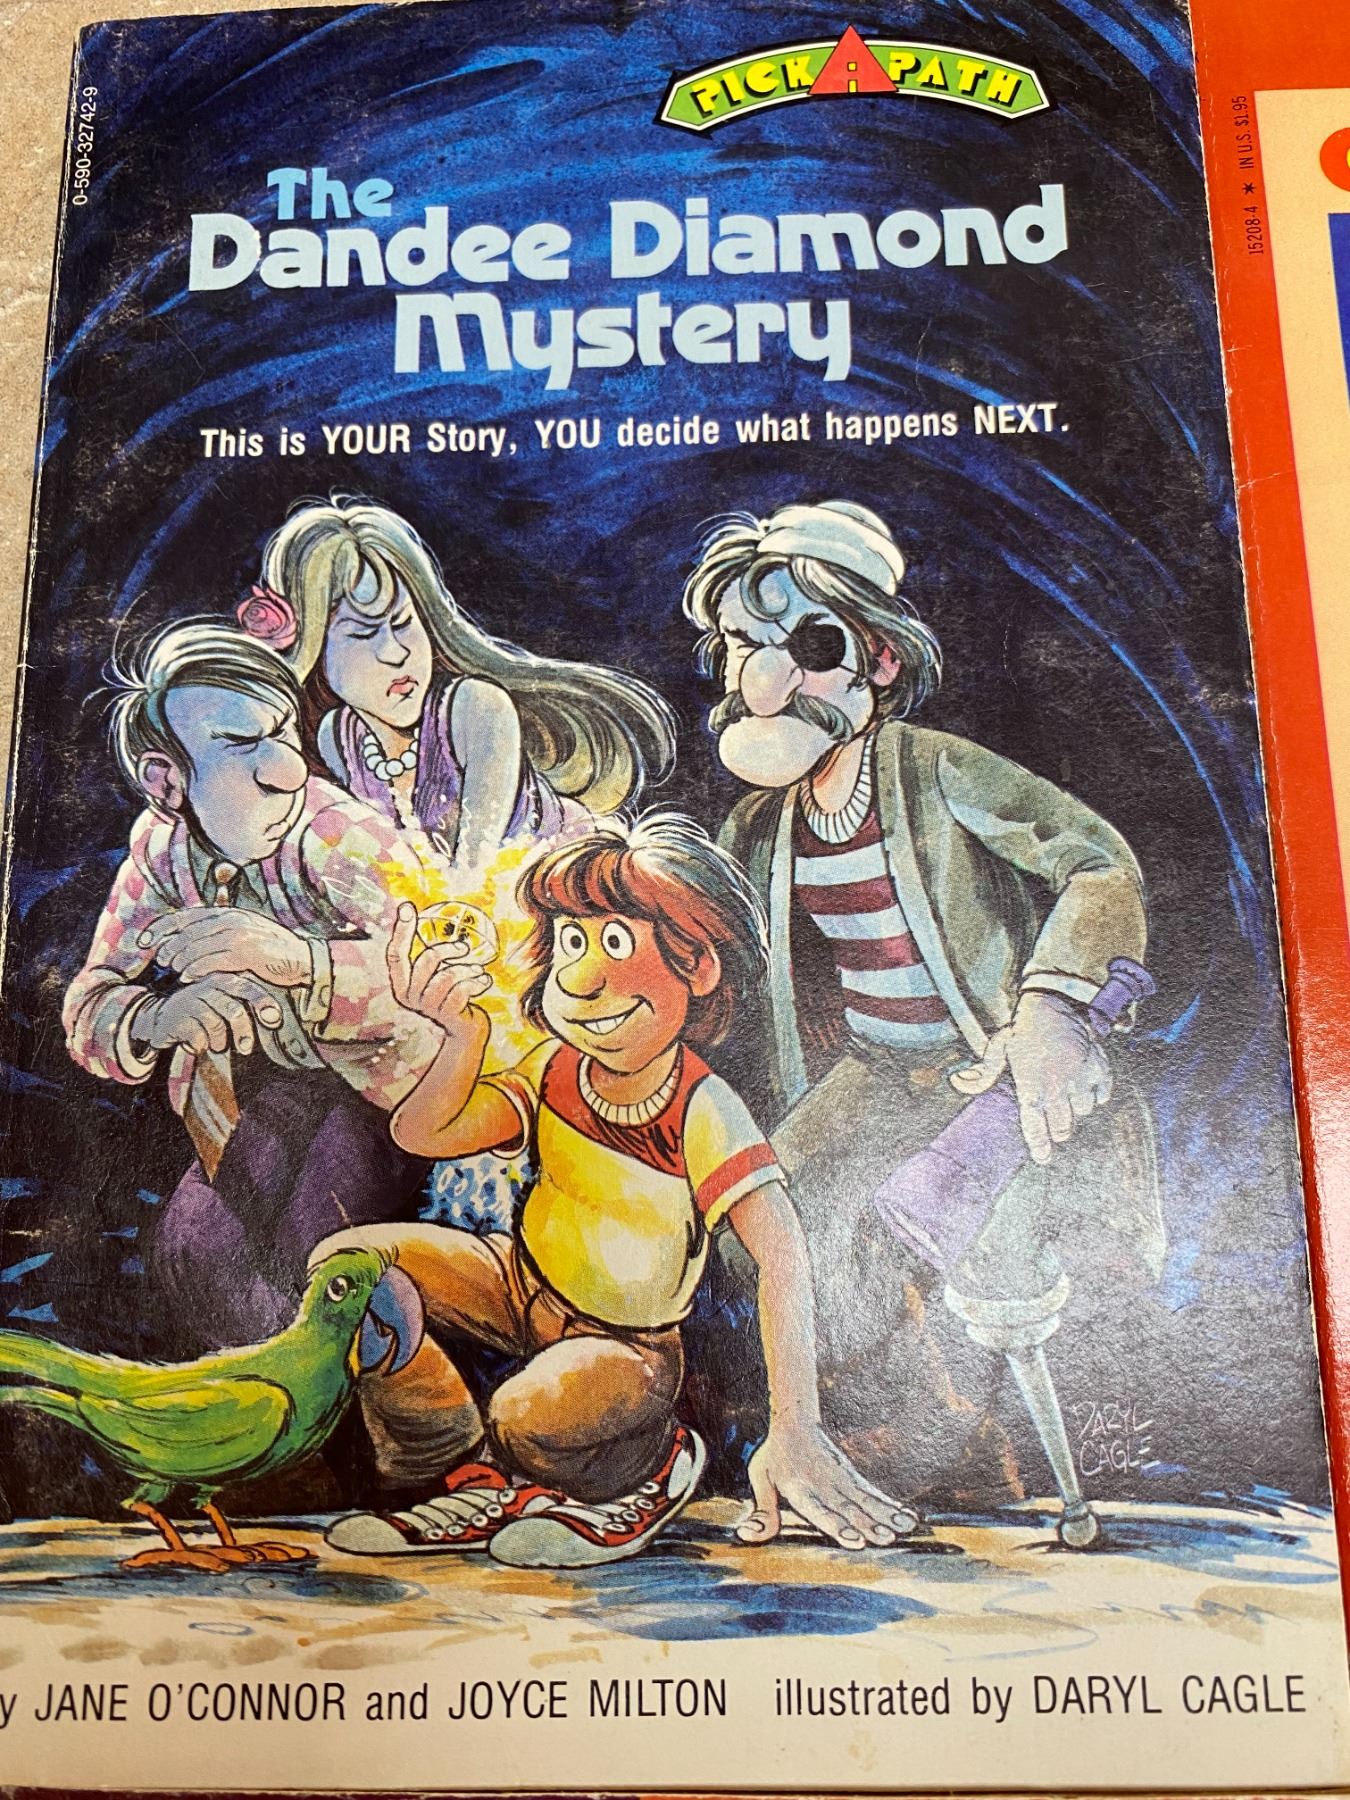 PICK A PATH
0-590-32742-9
The
Dandee Diamond
Mystery
This is YOUR Story, YOU decide what happens NEXT.
DARYL
CAGLE
y JANE O'CONNOR and JOYCE MILTON illustrated by DARYL CAGLE
15208-4 * IN U.S. $1.95